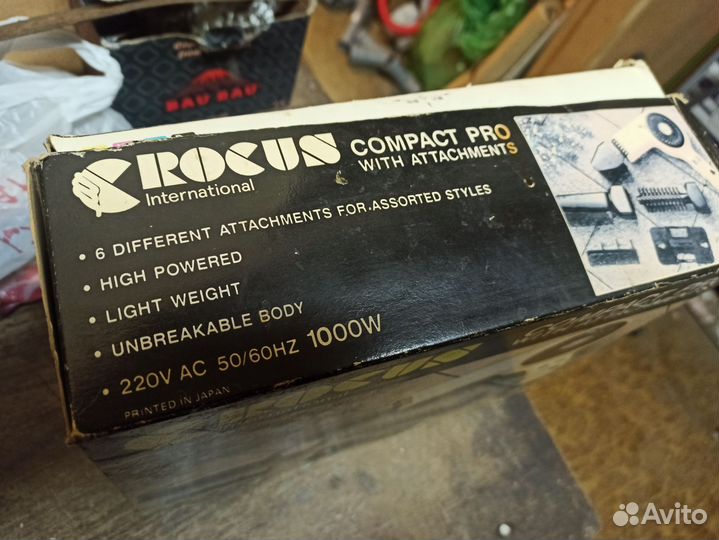 BAU BAU
CROCUS
International
COMPACT PRO
WITH ATTACHMENTS
• 6 DIFFERENT ATTACHMENTS FOR ASSORTED STYLES
• HIGH POWERED
• LIGHT WEIGHT
• UNBREAKABLE BODY
• 220V AC 50/60HZ 1000W
PRINTED IN JAPAN
CROCUS
Avito